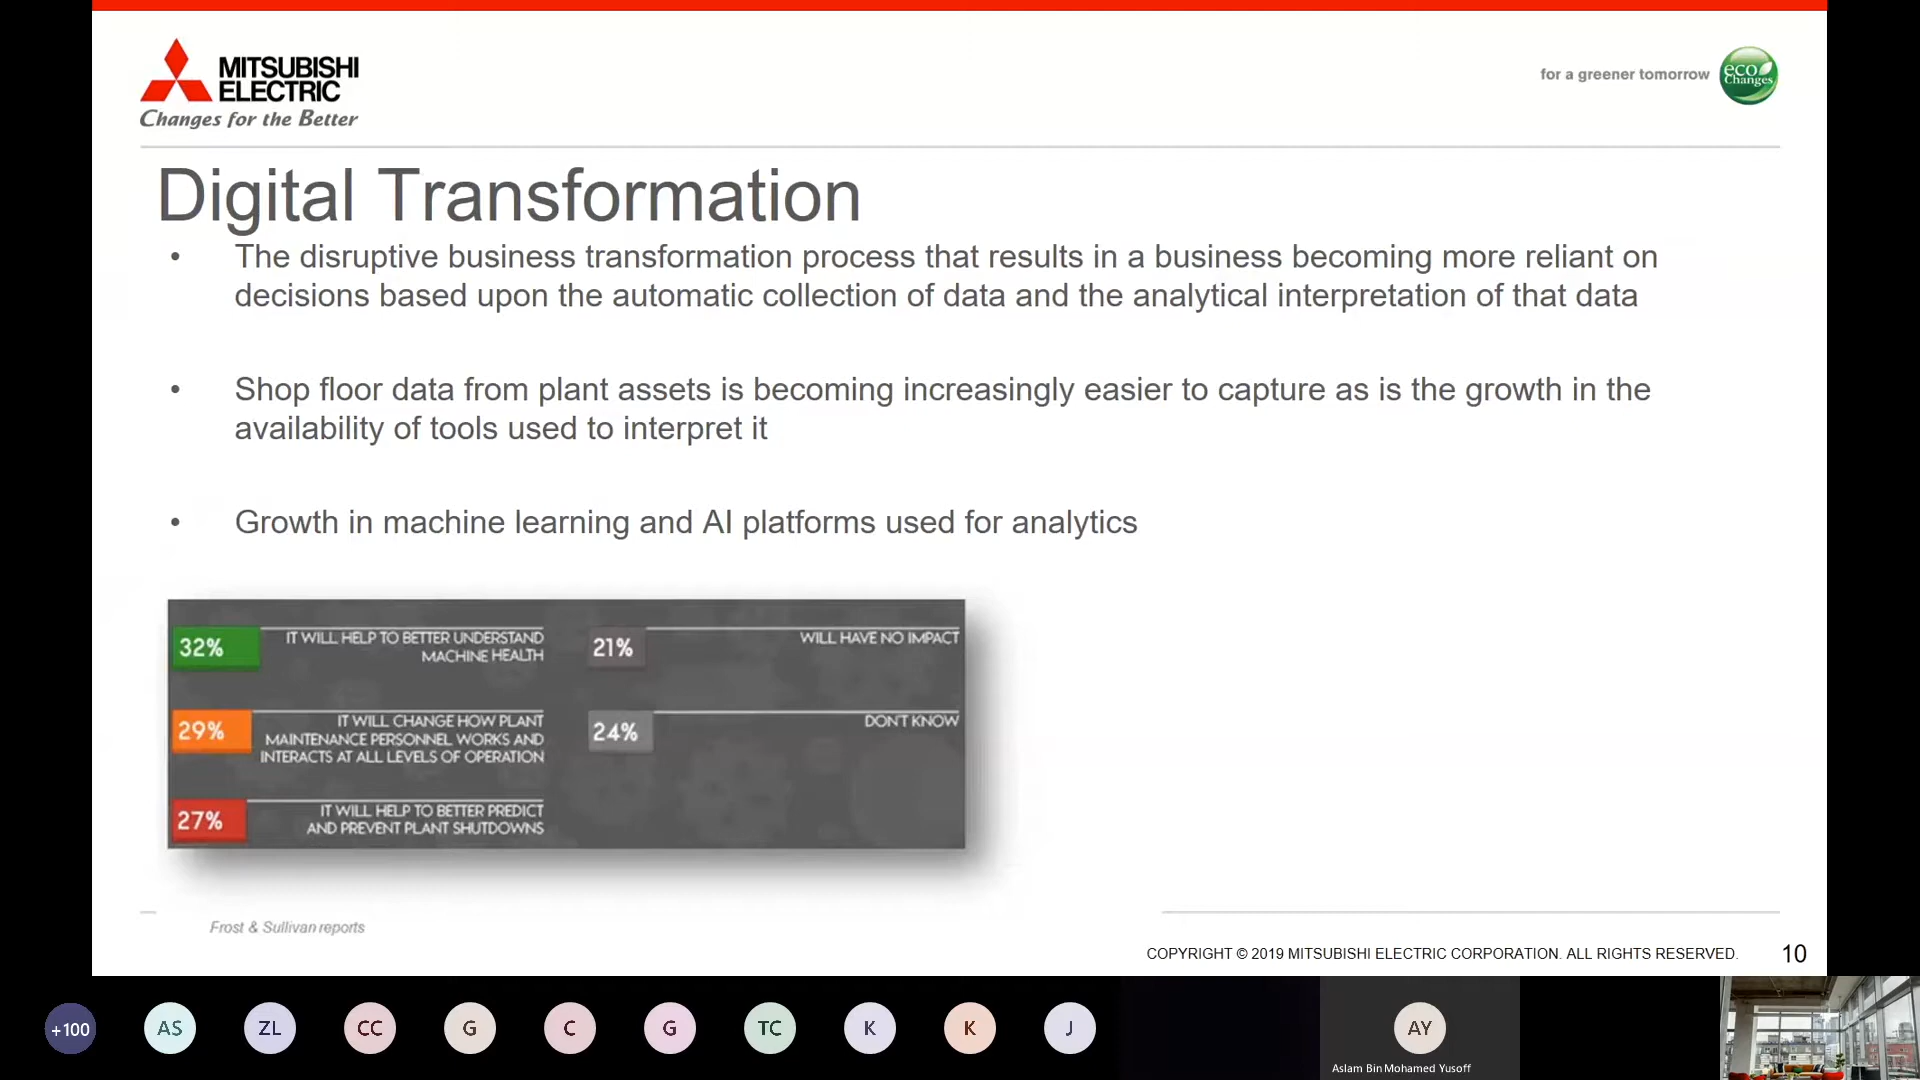 MITSUBISHI
ELECTRIC
Changes for the Better
for a greener tomorrow
eco
Changes
Digital Transformation
• The disruptive business transformation process that results in a business becoming more reliant on
decisions based upon the automatic collection of data and the analytical interpretation of that data
• Shop floor data from plant assets is becoming increasingly easier to capture as is the growth in the
availability of tools used to interpret it
• Growth in machine learning and AI platforms used for analytics
32%
IT WILL HELP TO BETTER UNDERSTAND
MACHINE HEALTH
29%
IT WILL CHANGE HOW PLANT
MAINTENANCE PERSONNEL WORKS AND
INTERACTS AT ALL LEVELS OF OPERATION
27%
IT WILL HELP TO BETTER PREDICT
AND PREVENT PLANT SHUTDOWNS
21%
WILL HAVE NO IMPACT
24%
DON'T KNOW
Frost & Sullivan reports
COPYRIGHT © 2019 MITSUBISHI ELECTRIC CORPORATION. ALL RIGHTS RESERVED.
10
+100
AS
ZL
CC
G
C
G
TC
K
K
J
AY
Aslam Bin Mohamed Yusoff